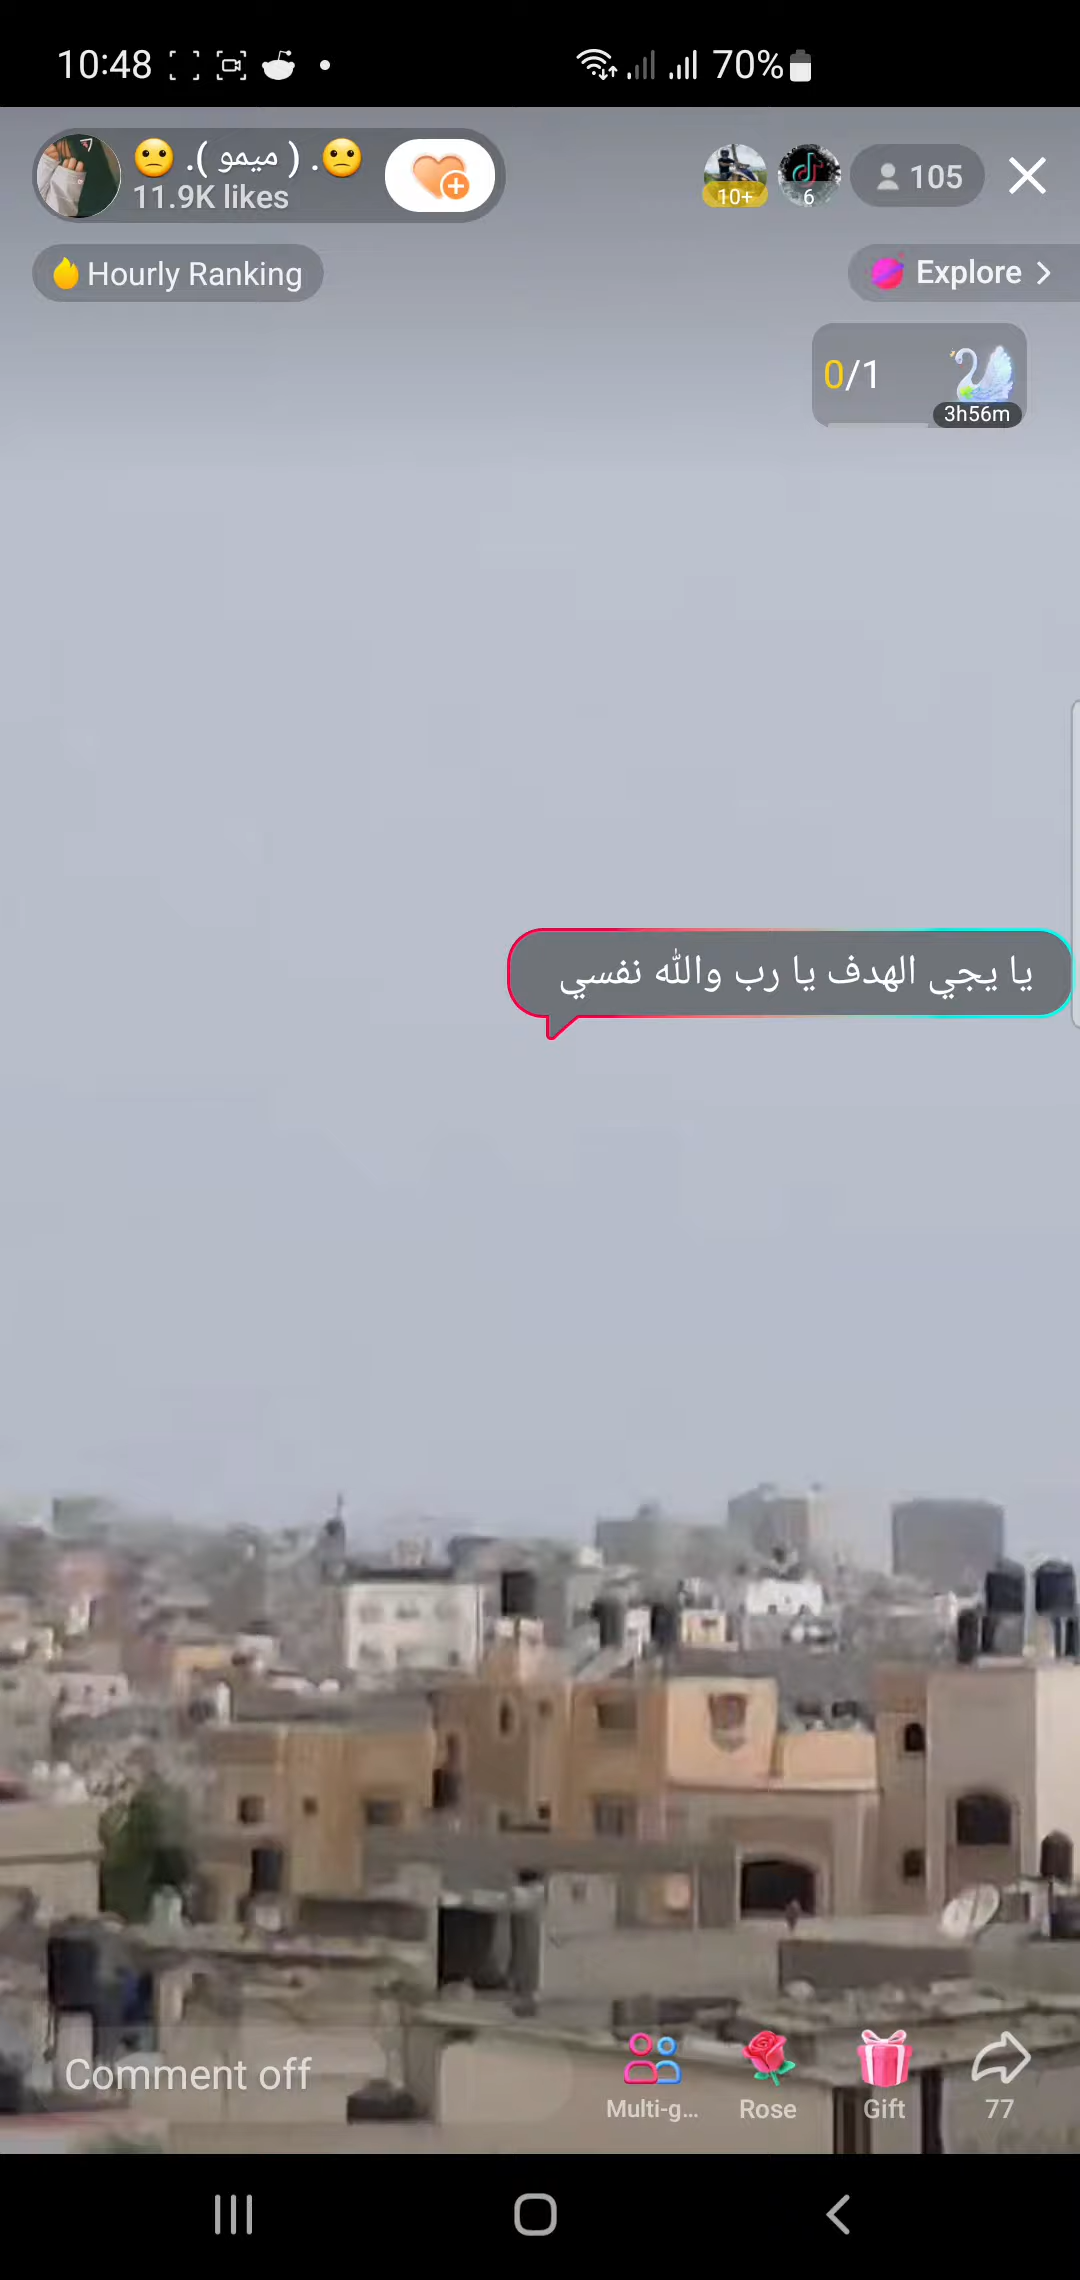 10:48
70%
😕. ( ميمو ). 😕
11.9K likes
10+
6
105
Hourly Ranking
Explore
0/1
3h56m
يا يجي الهدف يا رب والله نفسي
Comment off
Multi-g...
Rose
Gift
77